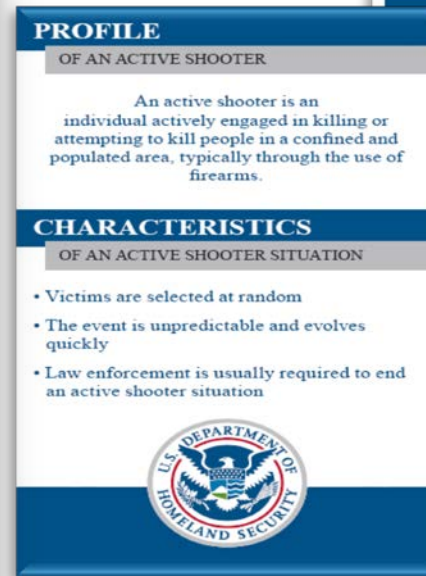 PROFILE
OF AN ACTIVE SHOOTER
An active shooter is an
individual actively engaged in killing or
attempting to kill people in a confined and
populated area, typically through the use of
firearms.
CHARACTERISTICS
OF AN ACTIVE SHOOTER SITUATION
• Victims are selected at random
• The event is unpredictable and evolves
quickly
• Law enforcement is usually required to end
an active shooter situation
U.S. DEPARTMENT OF
HOMELAND SECURITY